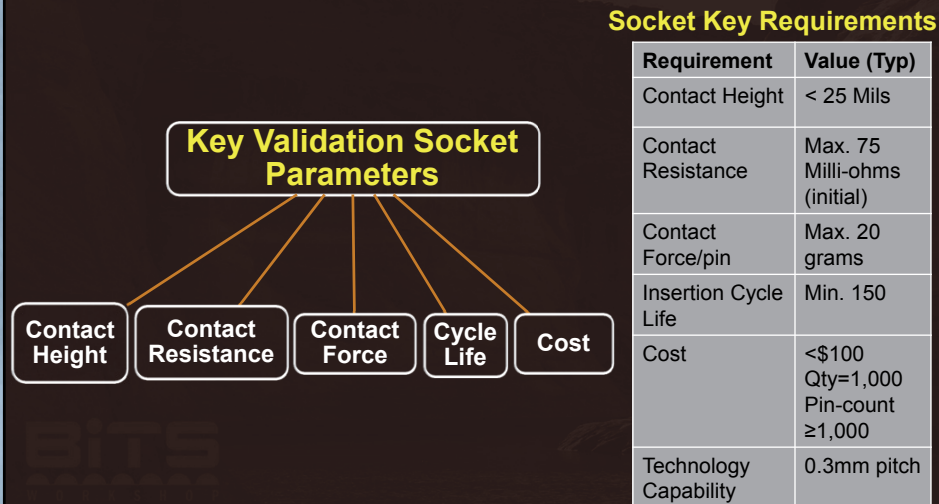 Socket Key Requirements
Key Validation Socket
Parameters
Contact
Height
Contact
Resistance
Contact
Force
Cycle
Life
Cost
Requirement
Value (Typ)
Contact Height
< 25 Mils
Contact
Resistance
Max. 75
Milli-ohms
(initial)
Contact
Force/pin
Max. 20
grams
Insertion Cycle
Life
Min. 150
Cost
<$100
Qty=1,000
Pin-count
≥1,000
Technology
Capability
0.3mm pitch
BiTS
WORKSHOP